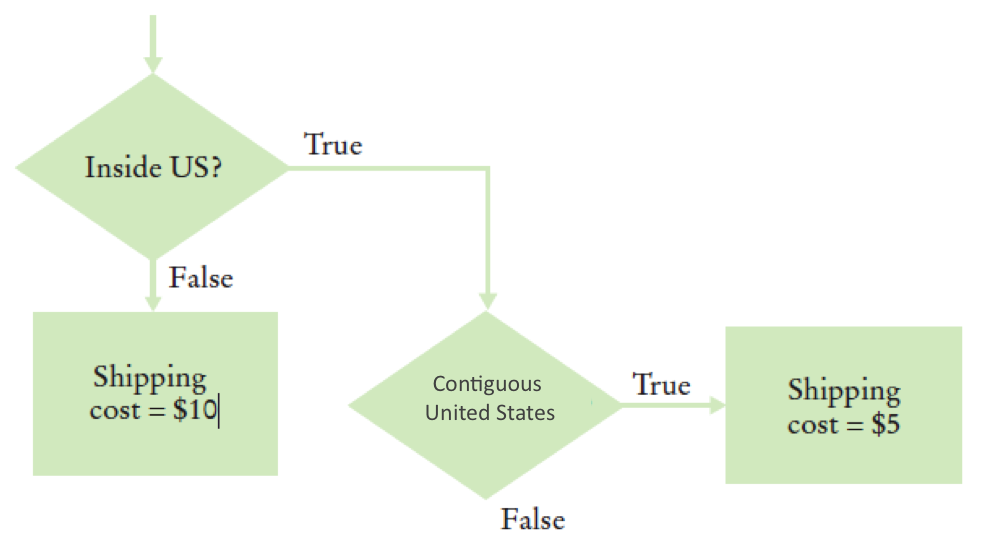 True
Inside US?
False
Shipping
cost = $10
Contiguous
United States
True
Shipping
cost = $5
False